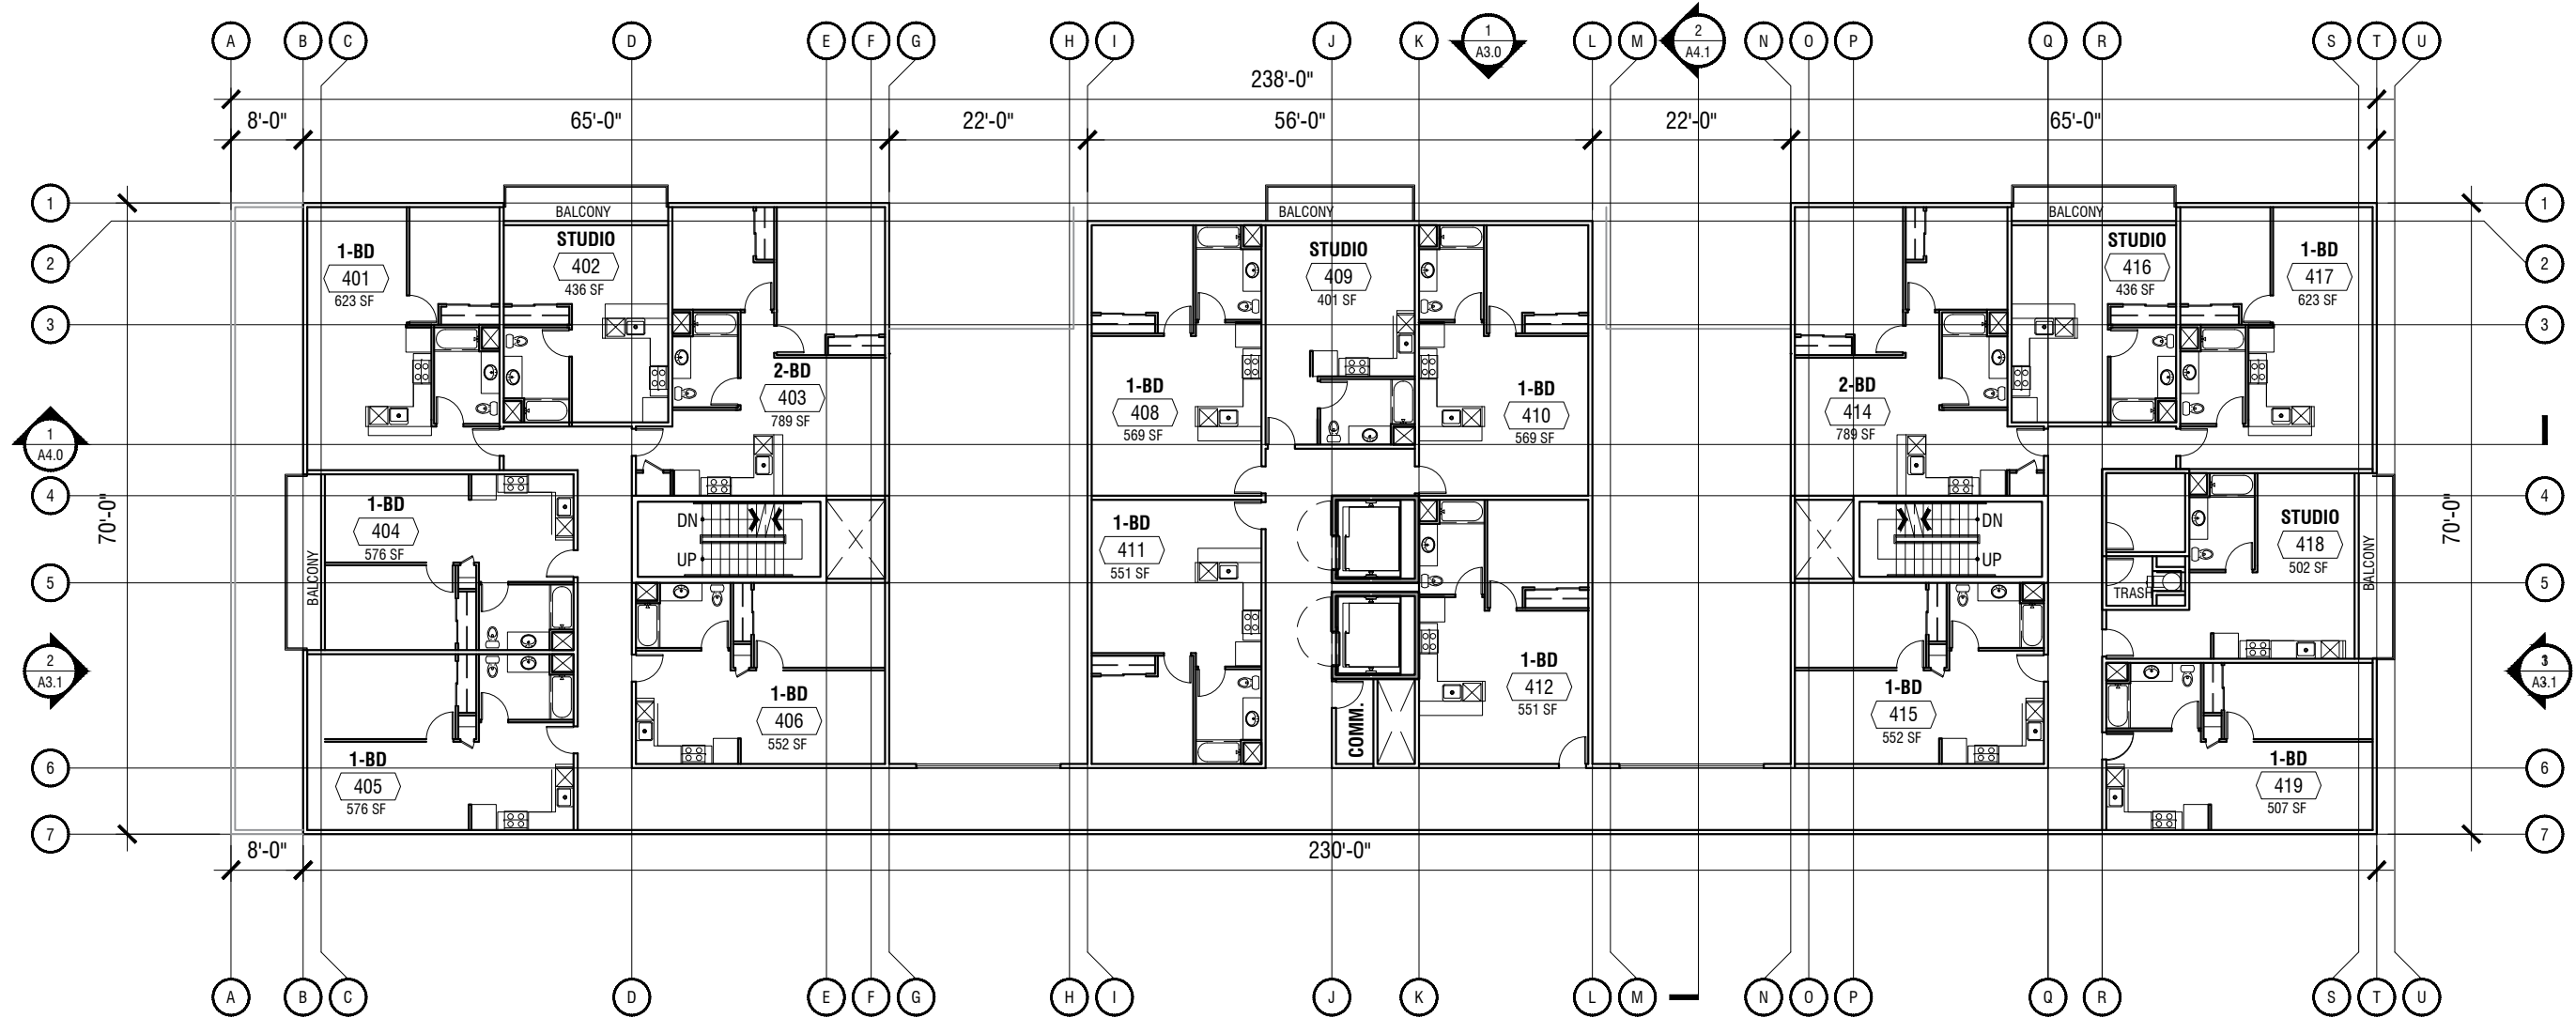 A B C D E F G H I J K L M N O P Q R S T U
1
A3.0
2
A4.1
238'-0"
8'-0" 65'-0" 22'-0" 56'-0" 22'-0" 65'-0"
1 1
2 2
3 3
4 4
5 5
6 6
7 7
70'-0" 70'-0"
1
A4.0
2
A3.1
3
A3.1
BALCONY
BALCONY
BALCONY
BALCONY
BALCONY
1-BD
401
623 SF
STUDIO
402
436 SF
2-BD
403
789 SF
1-BD
404
576 SF
1-BD
405
576 SF
1-BD
406
552 SF
DN
UP
1-BD
408
569 SF
STUDIO
409
401 SF
1-BD
410
569 SF
1-BD
411
551 SF
1-BD
412
551 SF
COMM.
2-BD
414
789 SF
1-BD
415
552 SF
DN
UP
STUDIO
416
436 SF
1-BD
417
623 SF
STUDIO
418
502 SF
TRASH
1-BD
419
507 SF
8'-0" 230'-0"
A B C D E F G H I J K L M N O P Q R S T U